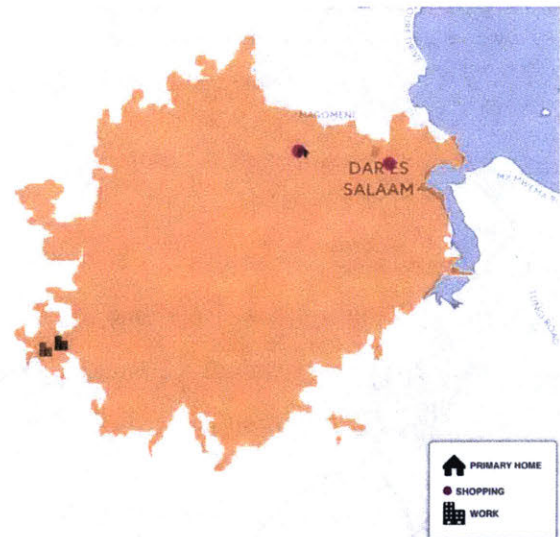 MAGOMENI
DAR ES
SALAAM
PRIMARY HOME
SHOPPING
WORK